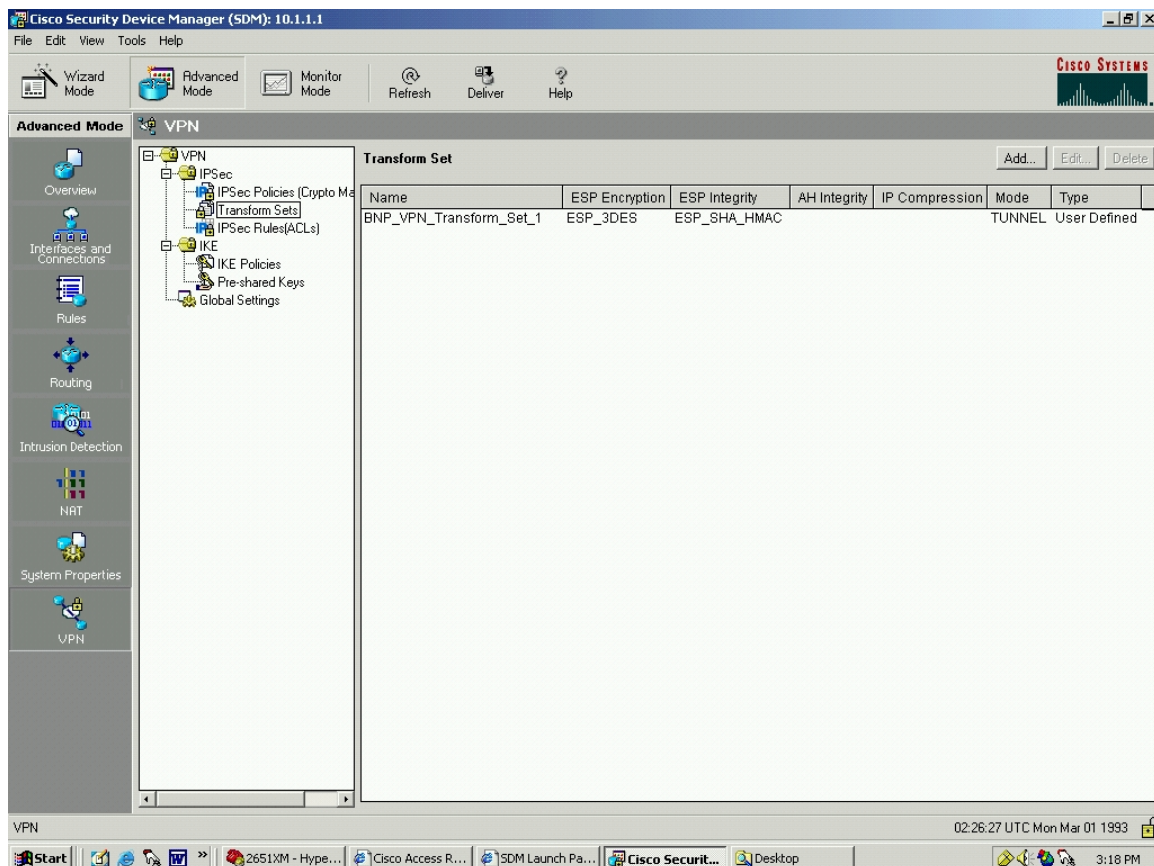 Cisco Security Device Manager (SDM): 10.1.1.1
File Edit View Tools Help
Wizard Mode
Advanced Mode
Monitor Mode
Refresh
Deliver
Help
CISCO SYSTEMS
Advanced Mode
VPN
Overview
Interfaces and Connections
Rules
Routing
Intrusion Detection
NAT
System Properties
VPN
VPN
IPSec
IPSec Policies (Crypto Ma
Transform Sets
IPSec Rules(ACLs)
IKE
IKE Policies
Pre-shared Keys
Global Settings
Transform Set
Add... Edit... Delete
Name ESP Encryption ESP Integrity AH Integrity IP Compression Mode Type
BNP_VPN_Transform_Set_1 ESP_3DES ESP_SHA_HMAC TUNNEL User Defined
VPN
02:26:27 UTC Mon Mar 01 1993
Start » 2651XM - Hype... Cisco Access R... SDM Launch Pa... Cisco Securit... Desktop 3:18 PM